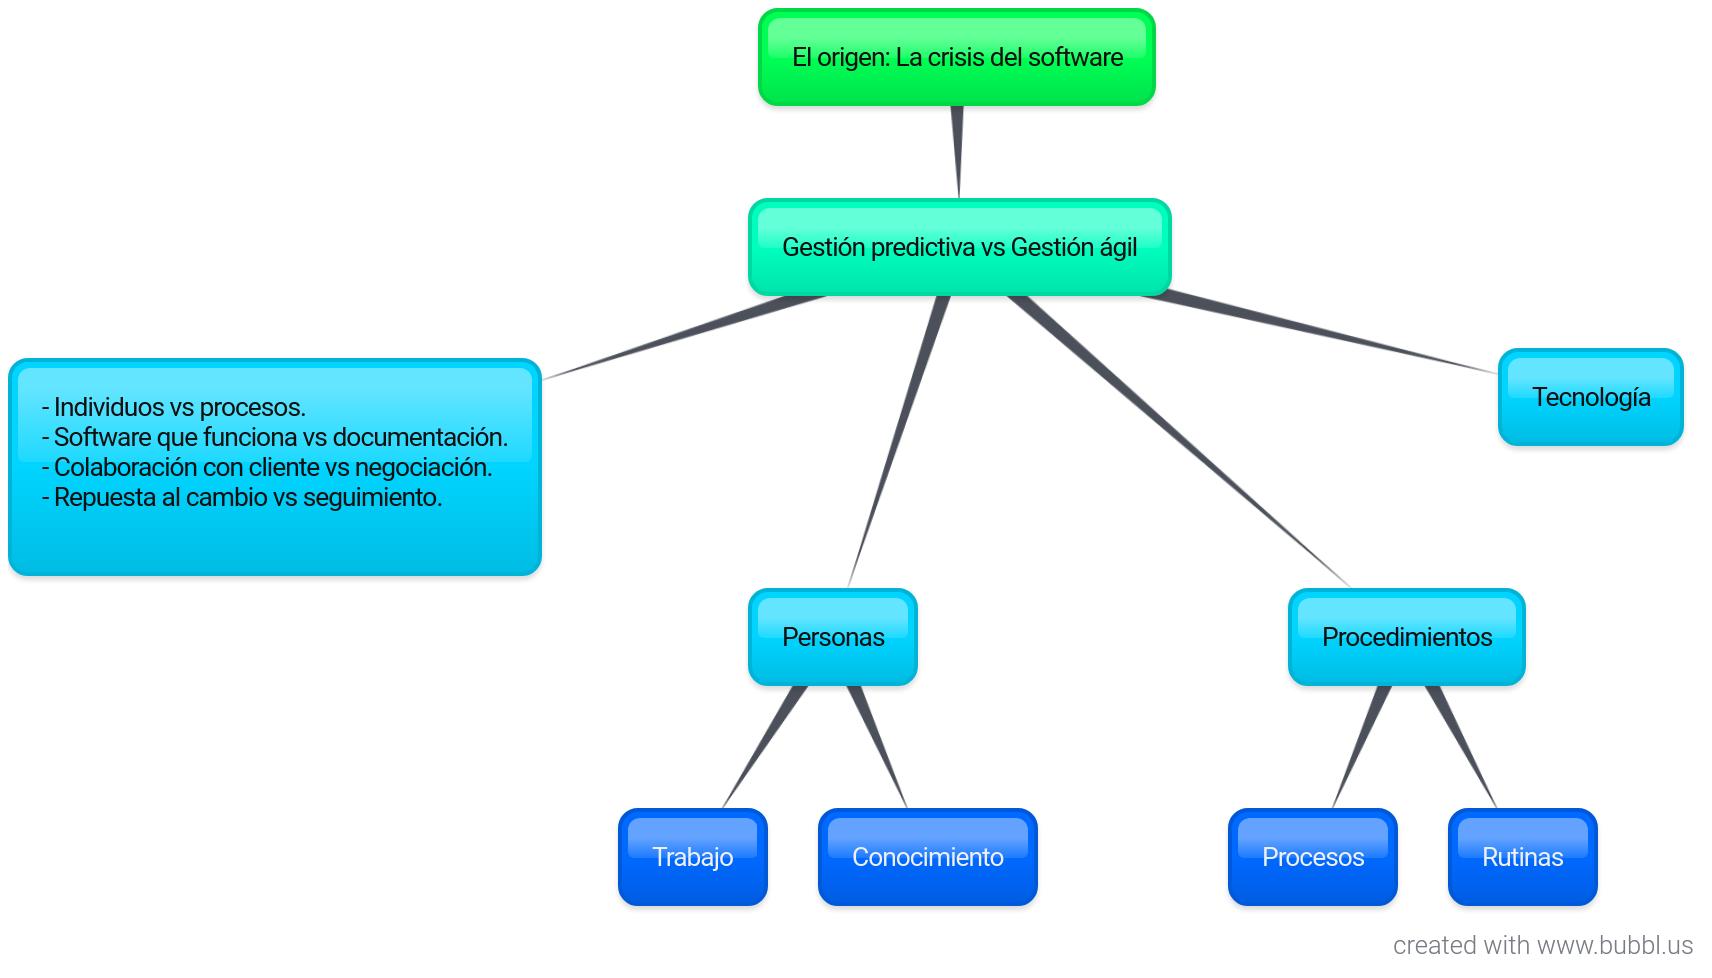 El origen: La crisis del software
Gestión predictiva vs Gestión ágil
- Individuos vs procesos.
- Software que funciona vs documentación.
- Colaboración con cliente vs negociación.
- Repuesta al cambio vs seguimiento.
Tecnología
Personas
Procedimientos
Trabajo
Conocimiento
Procesos
Rutinas
created with www.bubbl.us